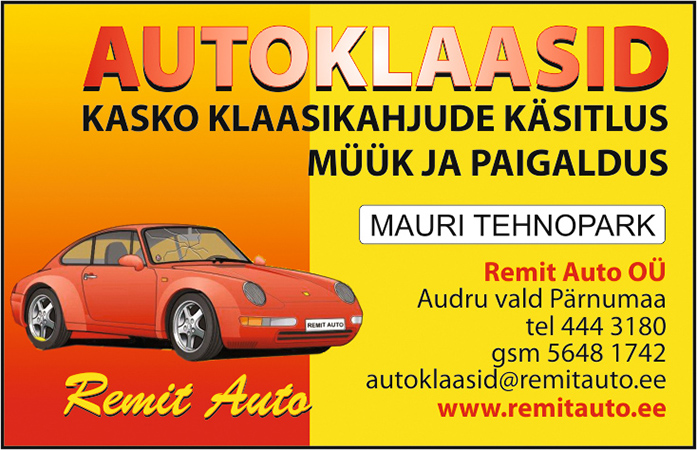 AUTOKLAASID
KASKO KLAASIKAHJUDE KÄSITLUS
MÜÜK JA PAIGALDUS
MAURI TEHNOPARK
Remit Auto OÜ
Audru vald Pärnumaa
tel 444 3180
gsm 5648 1742
autoklaasid@remitauto.ee
www.remitauto.ee
REMIT AUTO
Remit Auto